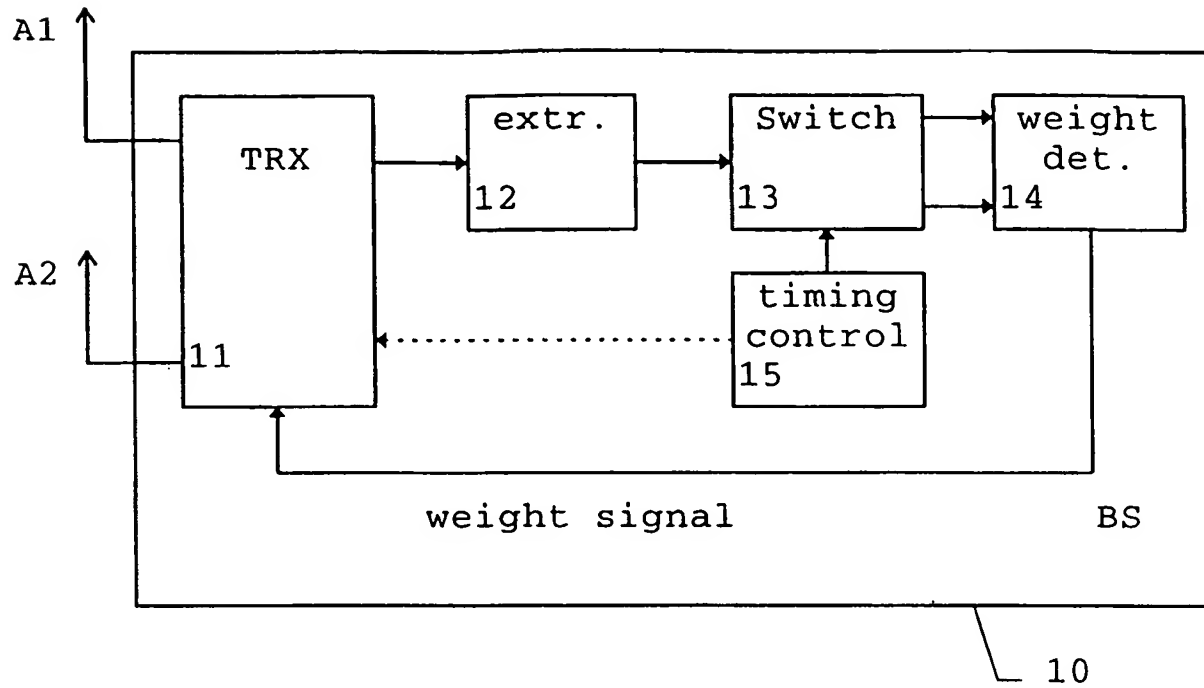 A1
TRX
extr.
12
Switch
13
weight
det.
14
A2
11
timing
control
15
weight signal
BS
10